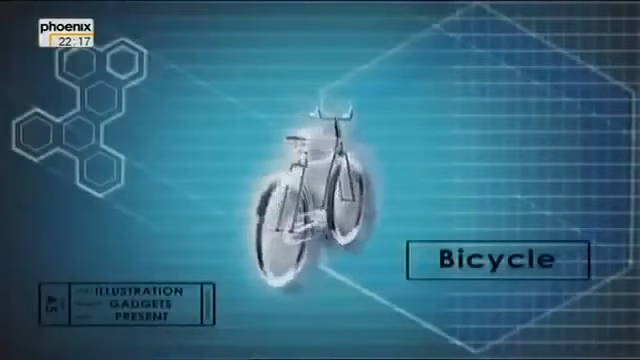 phoenix
22:17
Bicycle
ILLUSTRATION
GADGETS
PRESENT